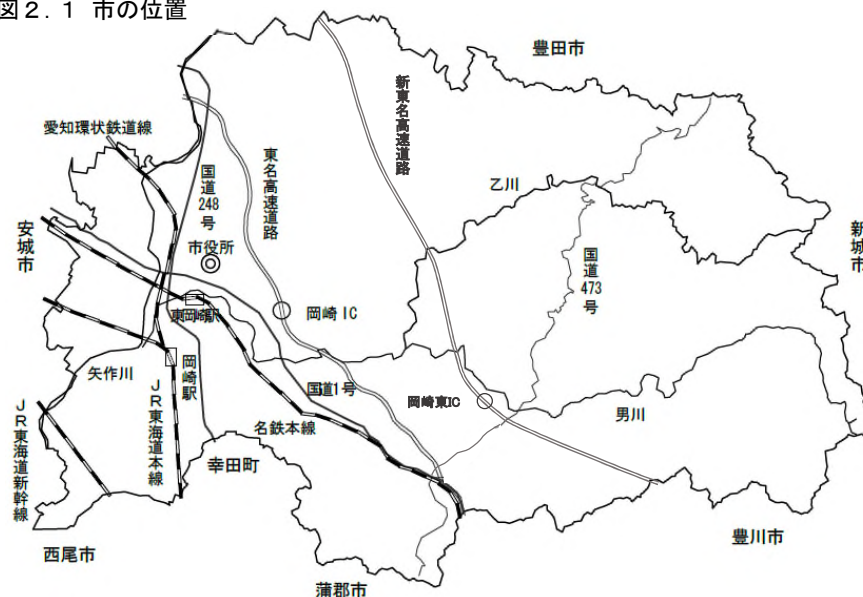 図２.１ 市の位置
豊田市
新東名高速道路
愛知環状鉄道線
東名高速道路
国道248号
乙川
安城市
市役所
新城市
国道473号
東岡崎駅
岡崎IC
矢作川
岡崎駅
国道1号
岡崎東IC
男川
JR東海道新幹線
JR東海道本線
名鉄本線
幸田町
豊川市
西尾市
蒲郡市